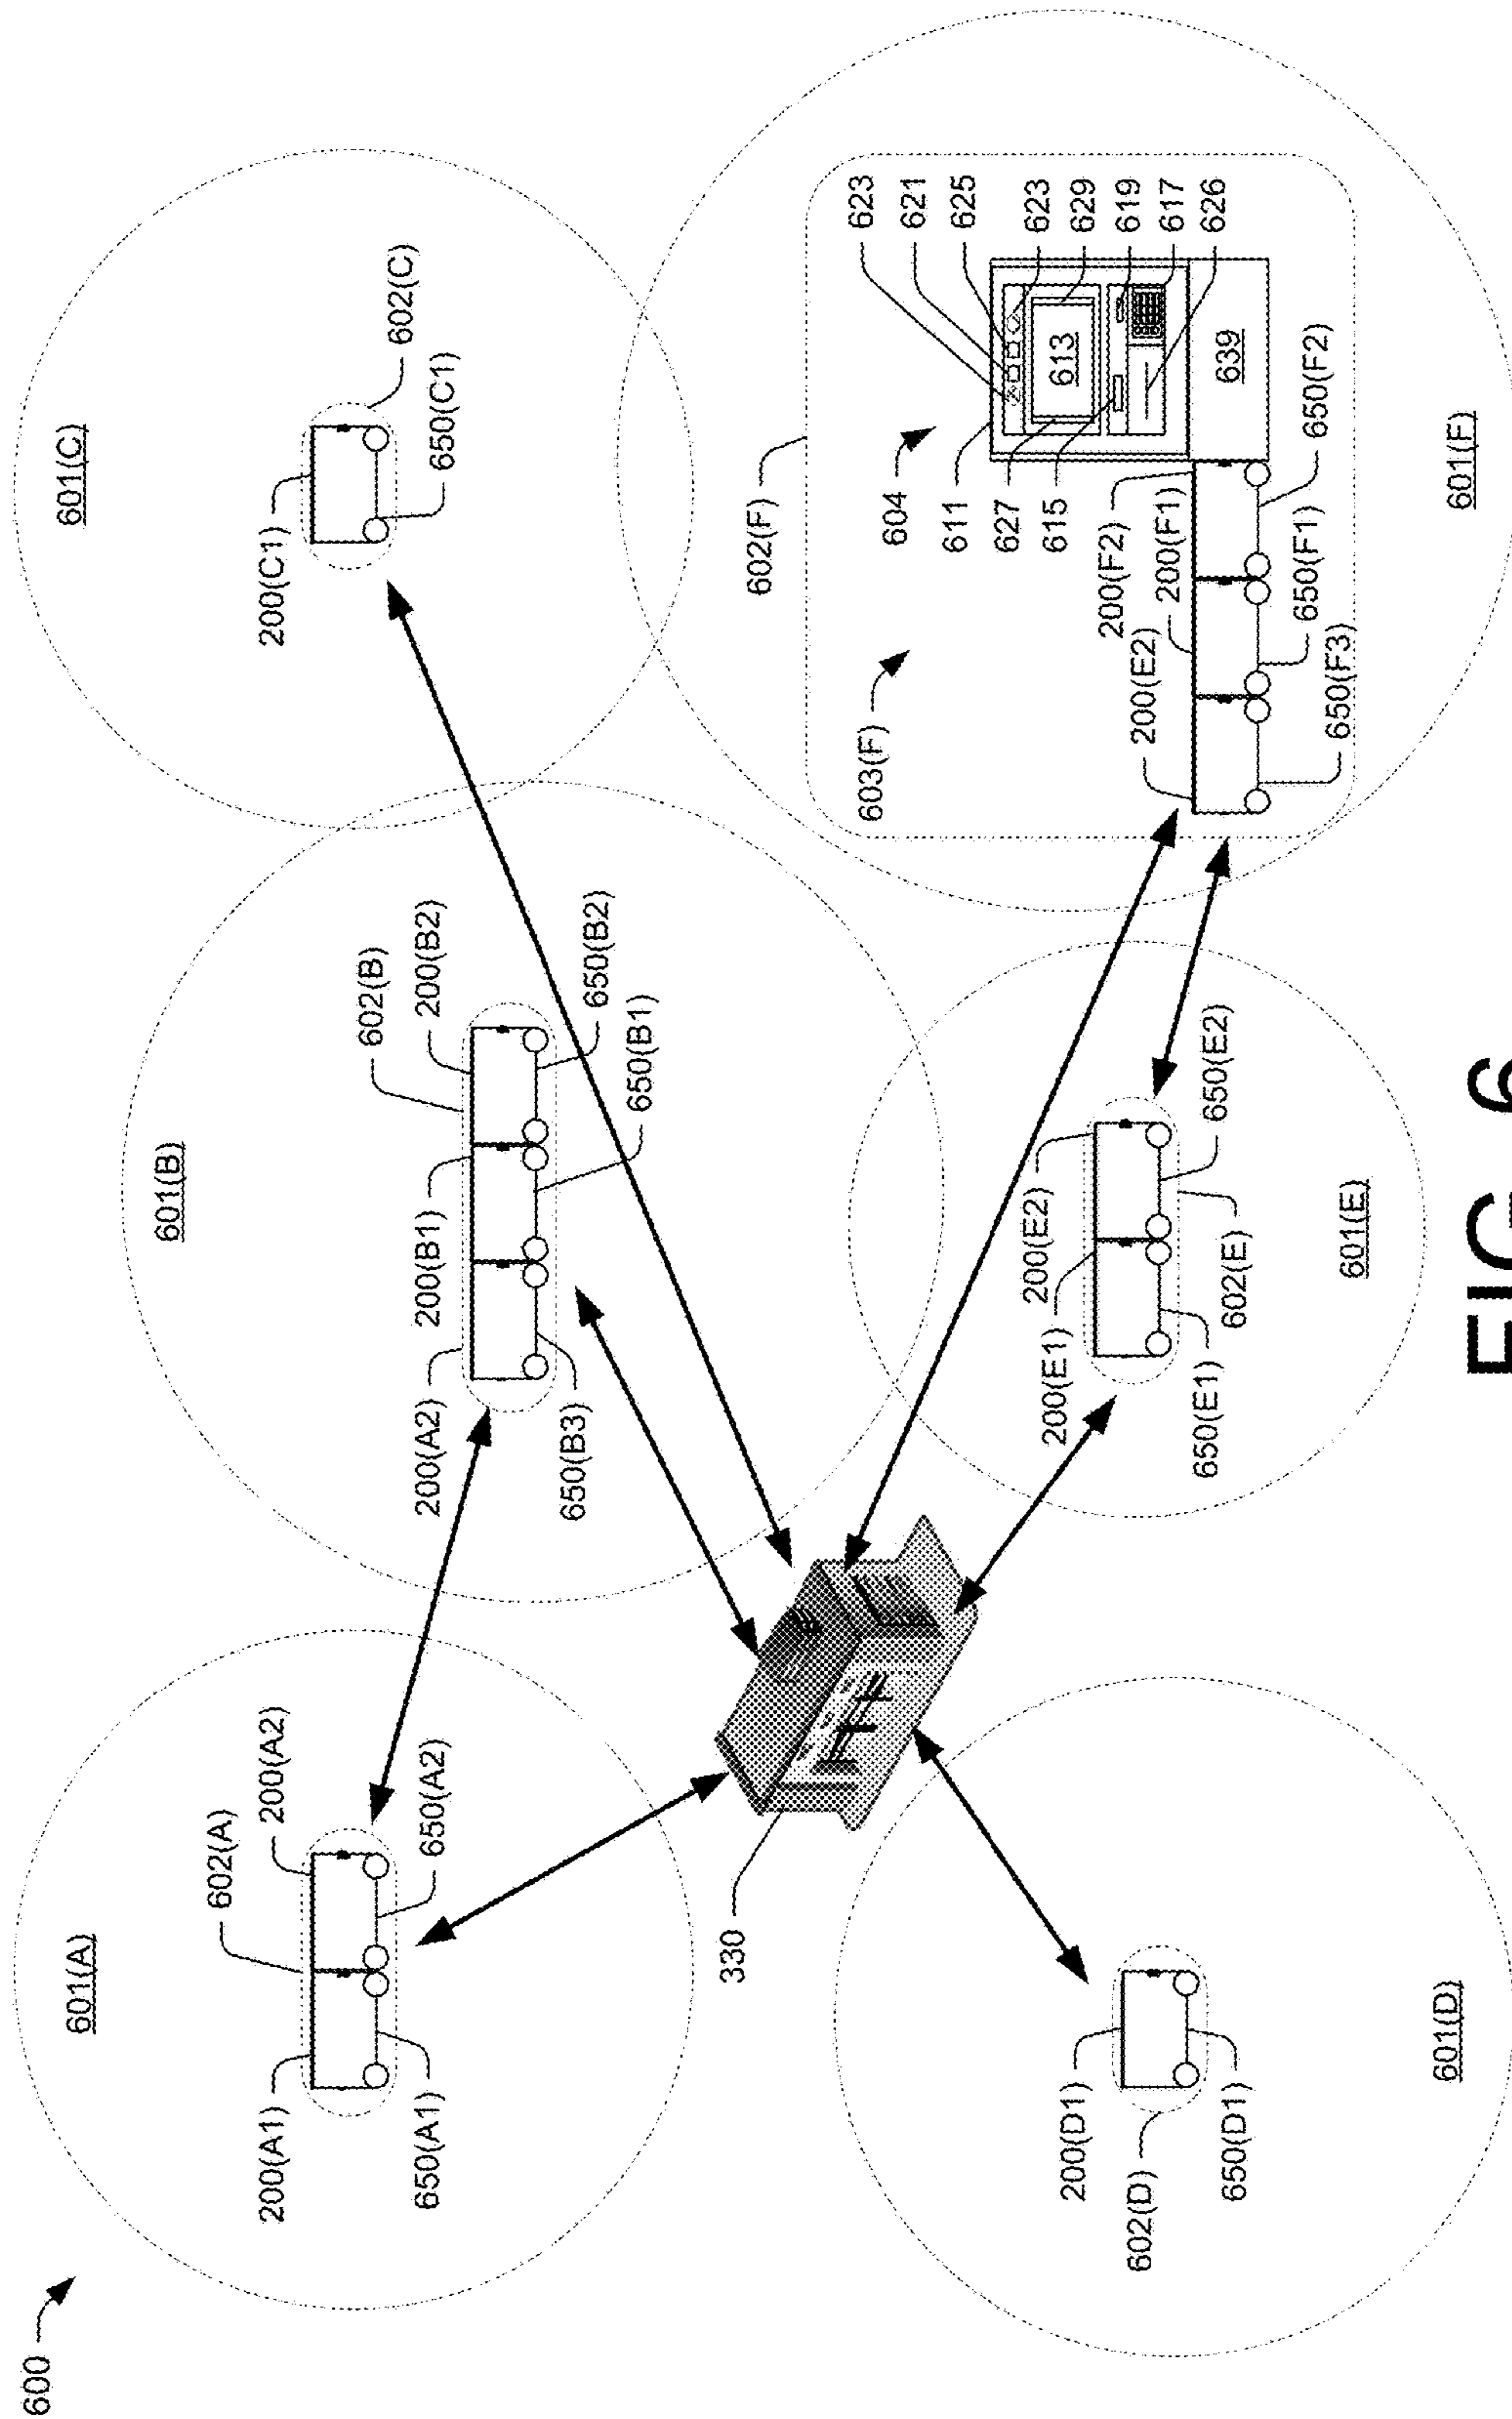 600
601(A)
602(A)
200(A1)
200(A2)
650(A1)
650(A2)
601(B)
602(B)
200(A2)
200(B1)
200(B2)
650(B3)
650(B1)
650(B2)
601(C)
200(C1)
602(C)
650(C1)
330
200(D1)
602(D)
650(D1)
601(D)
200(E1)
200(E2)
650(E1)
650(E2)
602(E)
601(E)
602(F)
603(F)
604
611
627
615
623
621
625
623
629
619
617
626
613
639
200(E2)
200(F2)
200(F1)
650(F3)
650(F1)
650(F2)
601(F)
FIG. 6